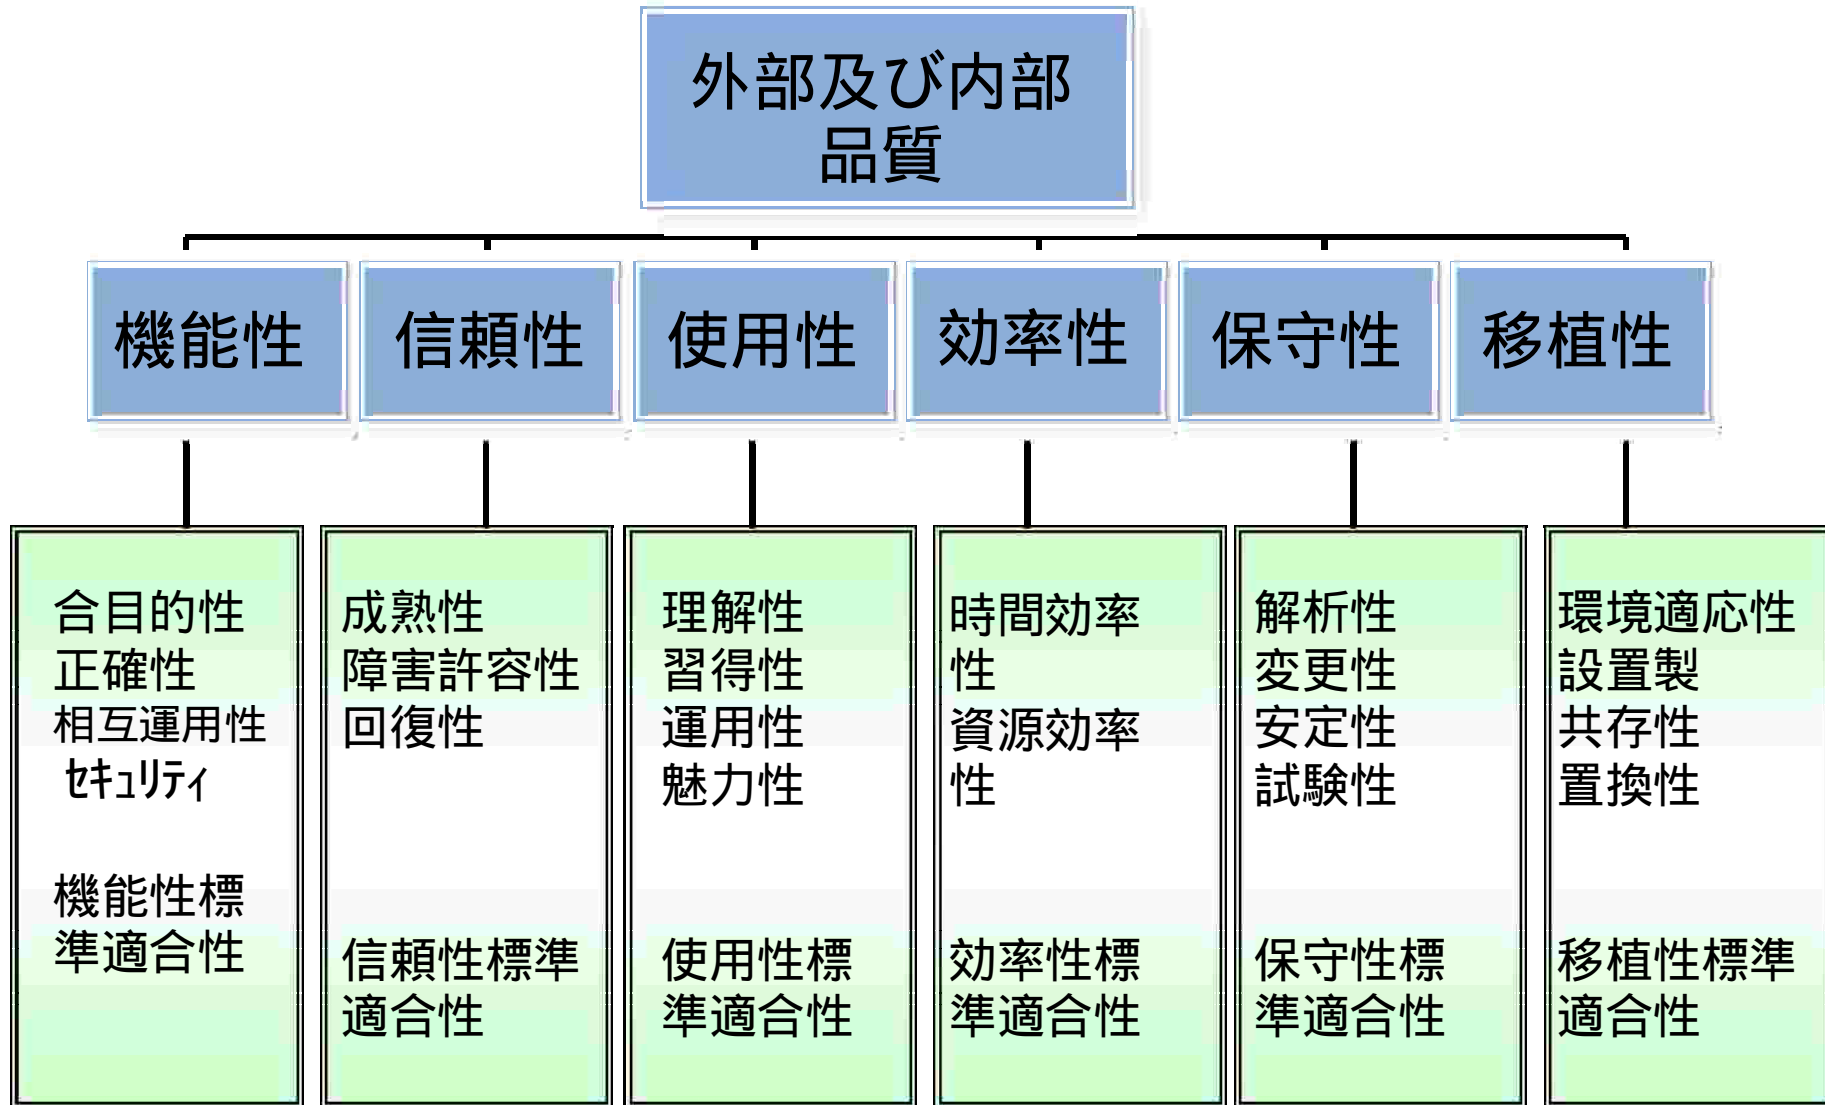 外部及び内部
品質
機能性
信頼性
使用性
効率性
保守性
移植性
合目的性
正確性
相互運用性
ｾｷｭﾘﾃｨ
機能性標
準適合性
成熟性
障害許容性
回復性
信頼性標準
適合性
理解性
習得性
運用性
魅力性
使用性標
準適合性
時間効率
性
資源効率
性
効率性標
準適合性
解析性
変更性
安定性
試験性
保守性標
準適合性
環境適応性
設置製
共存性
置換性
移植性標準
適合性